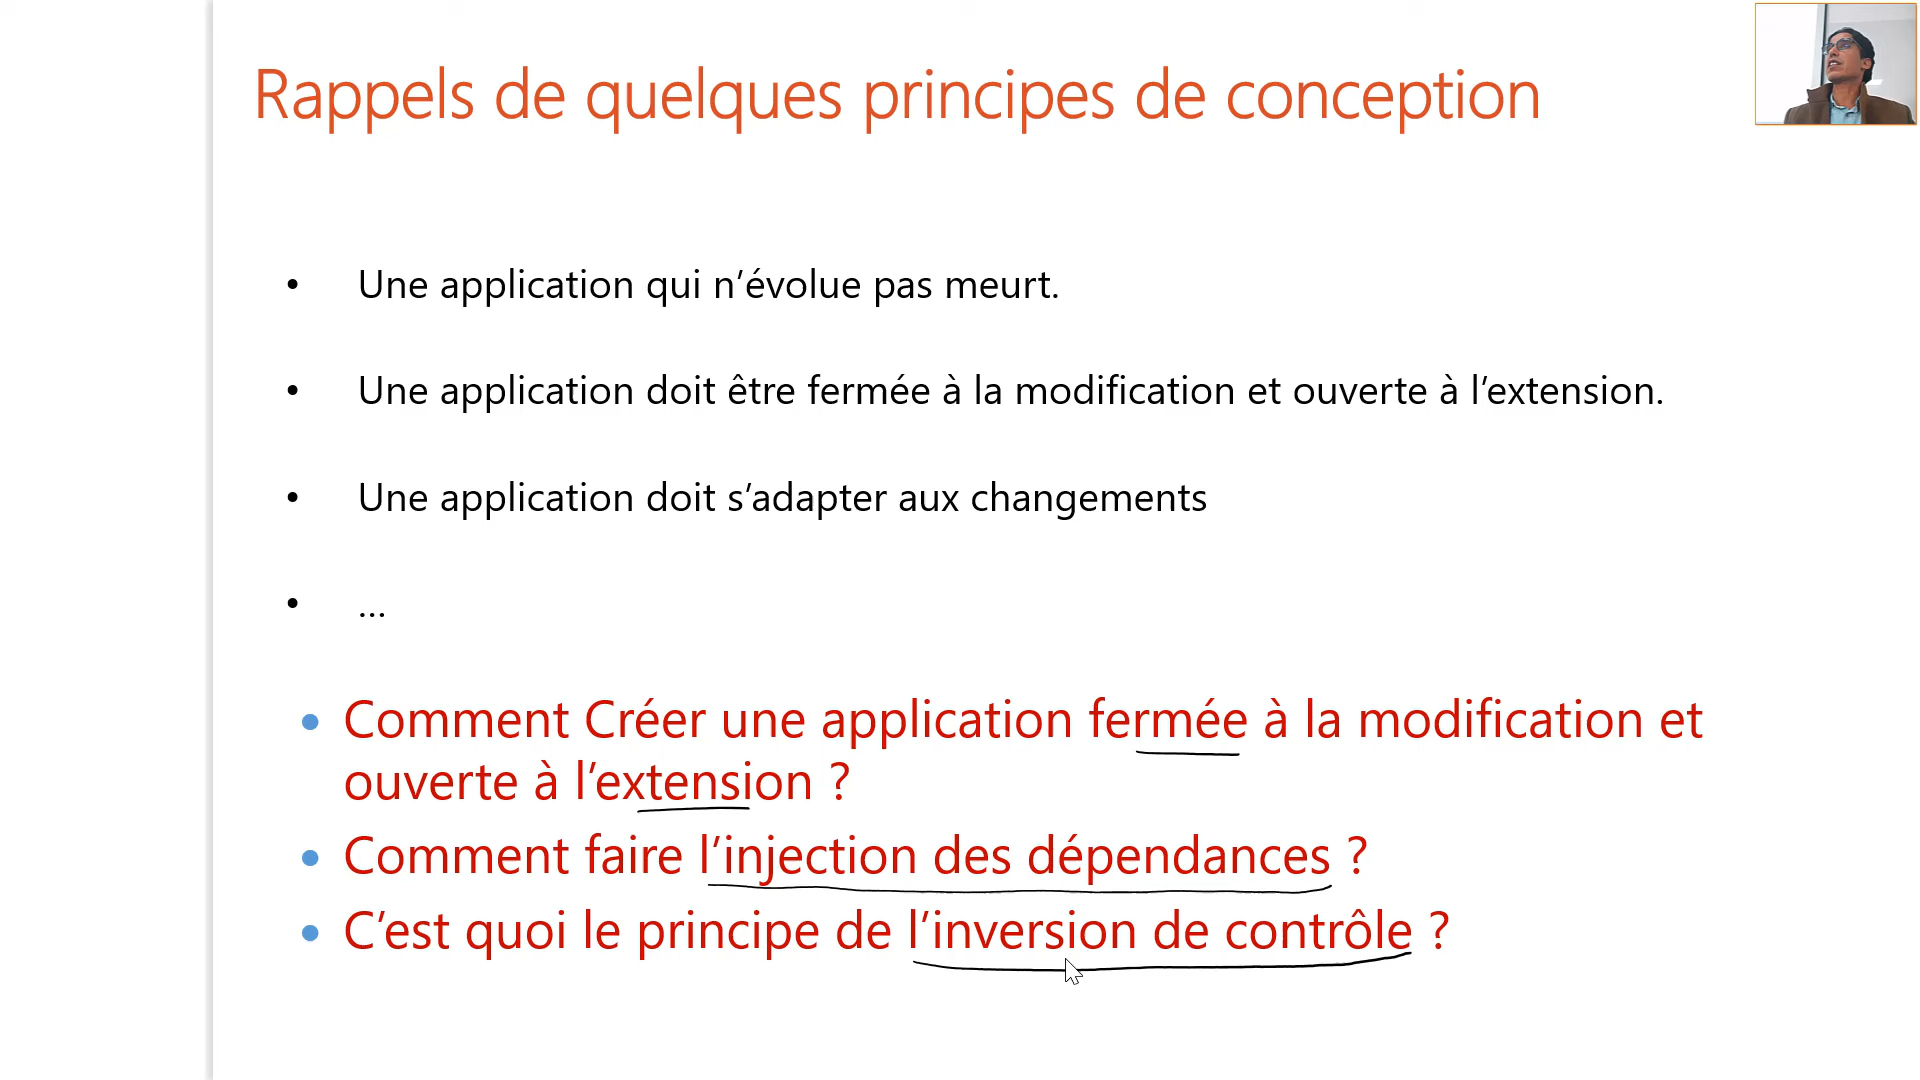 Rappels de quelques principes de conception
• Une application qui n’évolue pas meurt.
• Une application doit être fermée à la modification et ouverte à l’extension.
• Une application doit s’adapter aux changements
• …
• Comment Créer une application fermée à la modification et
ouverte à l’extension ?
• Comment faire l’injection des dépendances ?
• C’est quoi le principe de l’inversion de contrôle ?